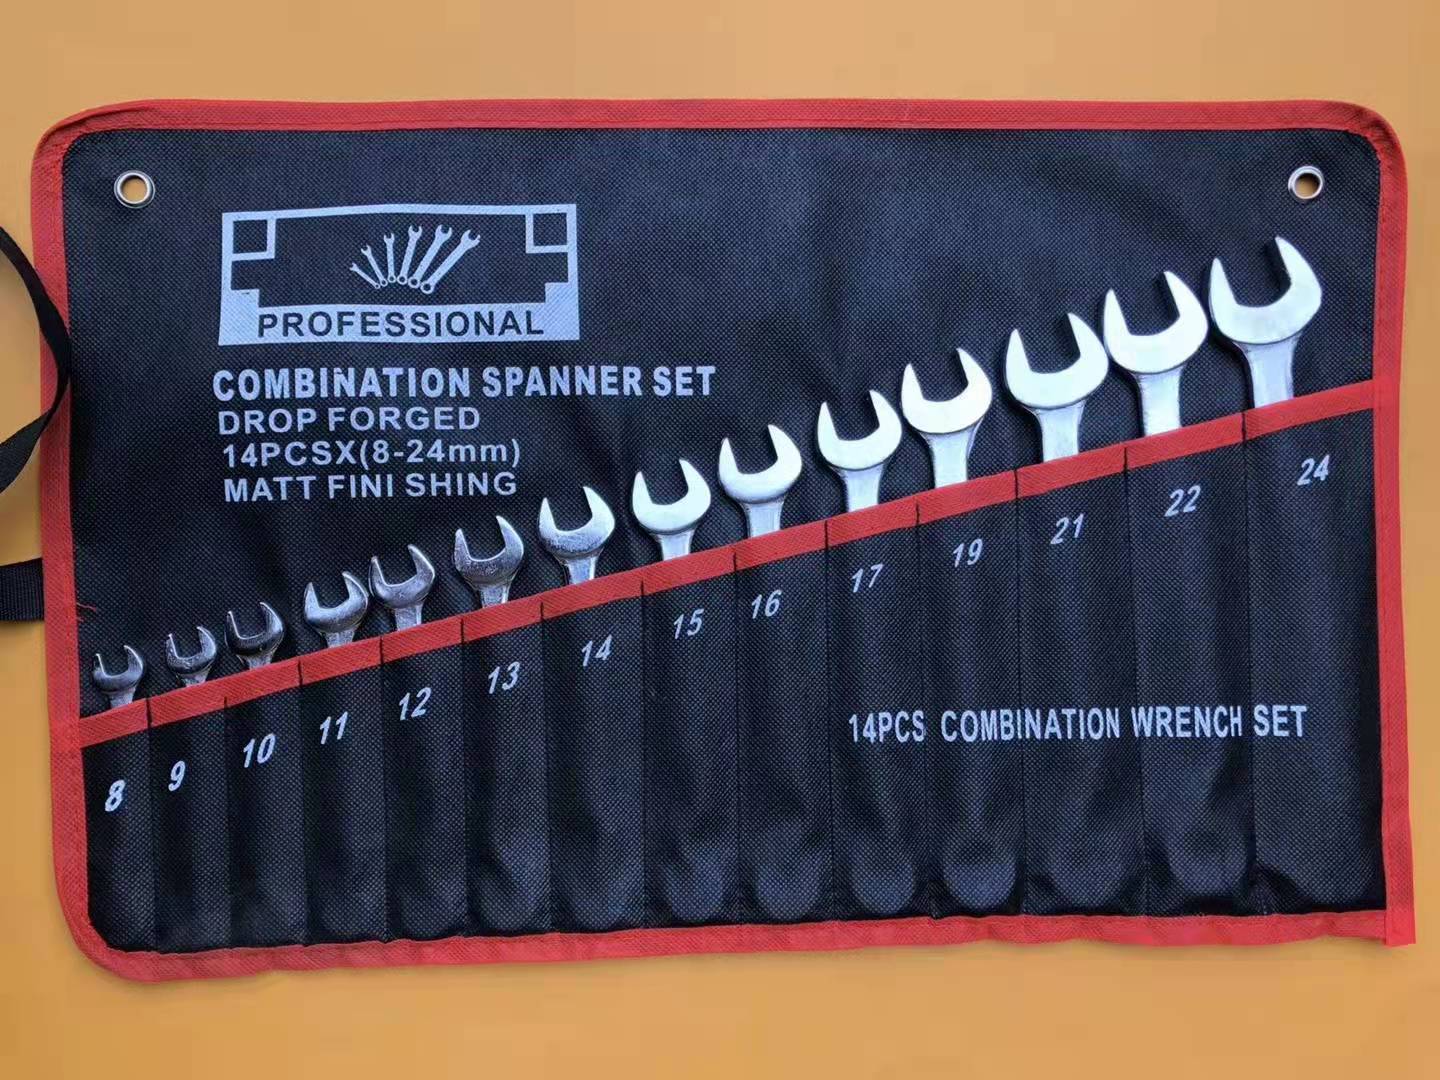 PROFESSIONAL
COMBINATION SPANNER SET
DROP FORGED
14PCSX(8-24mm)
MATT FINI SHING
8
9
10
11
12
13
14
15
16
17
19
21
22
24
14PCS COMBINATION WRENCH SET